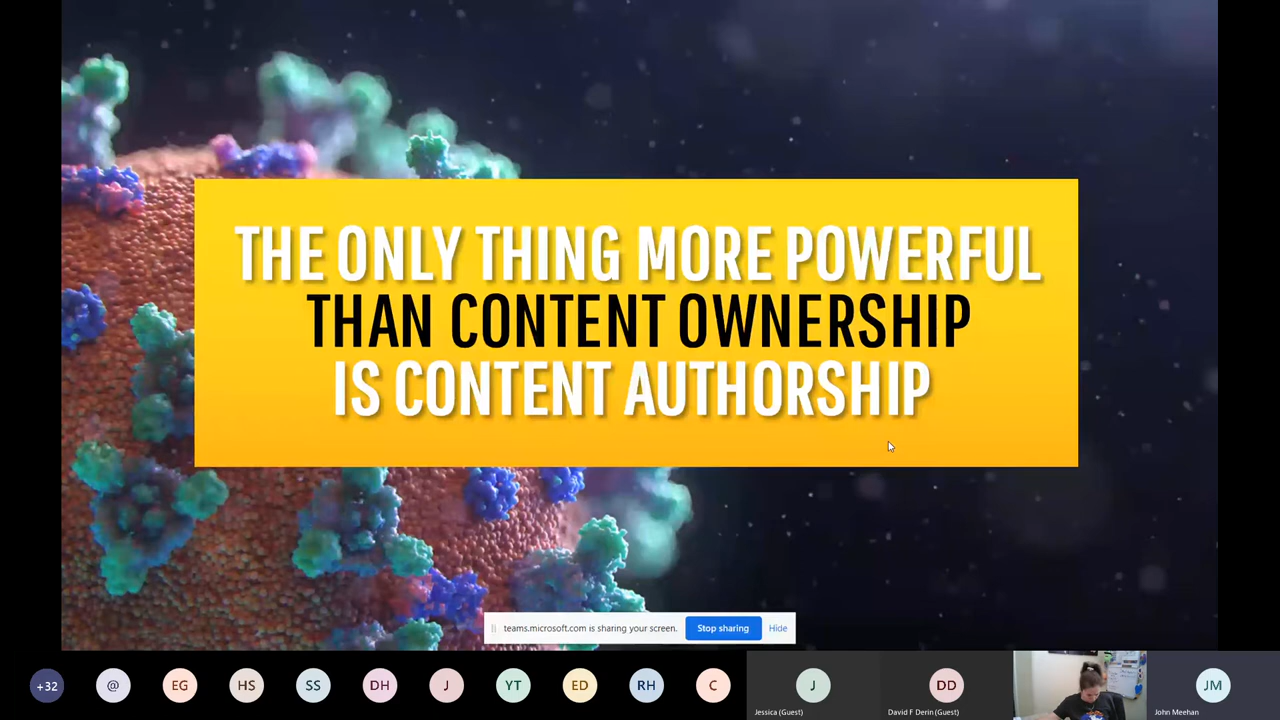 THE ONLY THING MORE POWERFUL
THAN CONTENT OWNERSHIP
IS CONTENT AUTHORSHIP
teams.microsoft.com is sharing your screen. Stop sharing Hide
+32 @ EG HS SS DH J YT ED RH C J DD JM
Jessica (Guest) David F Derin (Guest) John Meehan